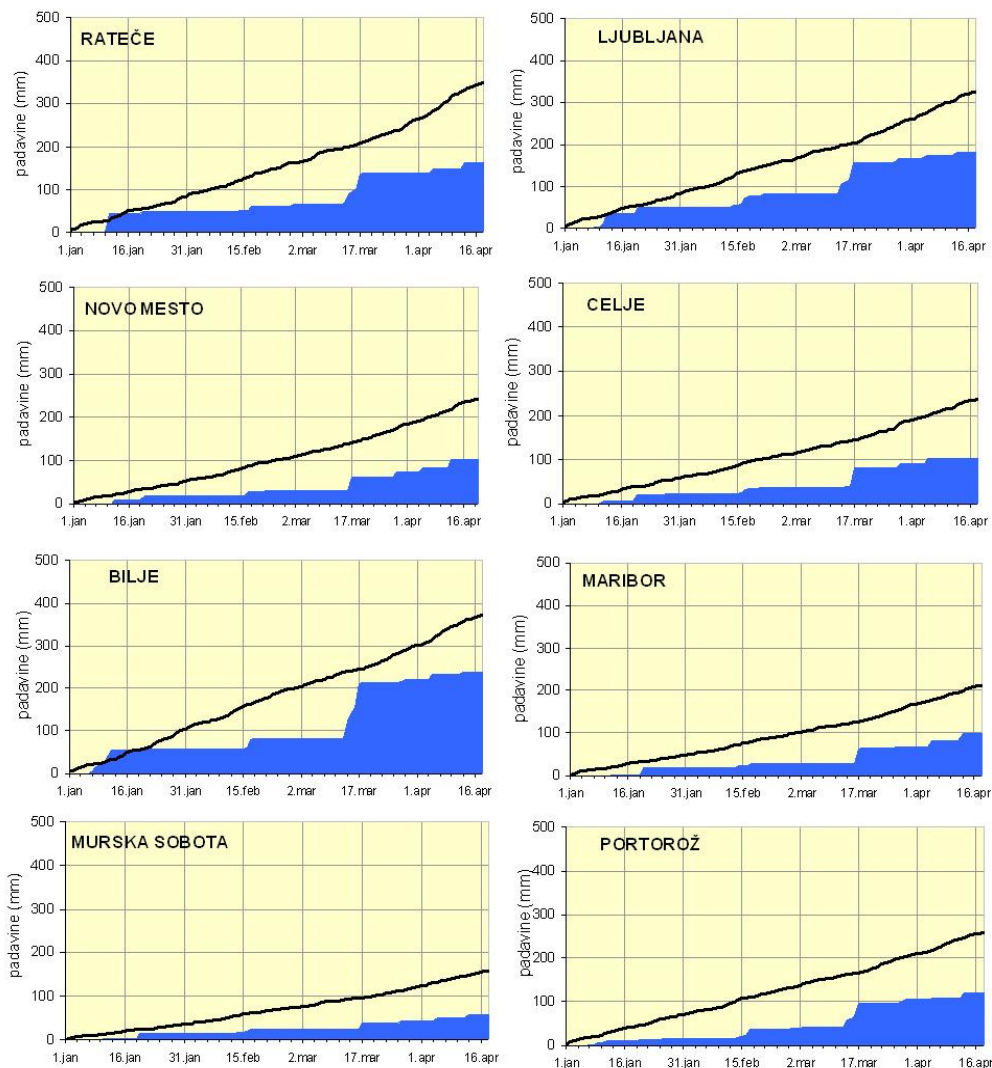 RATEČE
padavine (mm)
500
400
300
200
100
0
1.jan 16.jan 31.jan 15.feb 2.mar 17.mar 1.apr 16.apr
LJUBLJANA
padavine (mm)
500
400
300
200
100
0
1.jan 16.jan 31.jan 15.feb 2.mar 17.mar 1.apr 16.apr
NOVO MESTO
padavine (mm)
500
400
300
200
100
0
1.jan 16.jan 31.jan 15.feb 2.mar 17.mar 1.apr 16.apr
CELJE
padavine (mm)
500
400
300
200
100
0
1.jan 16.jan 31.jan 15.feb 2.mar 17.mar 1.apr 16.apr
BILJE
padavine (mm)
500
400
300
200
100
0
1.jan 16.jan 31.jan 15.feb 2.mar 17.mar 1.apr 16.apr
MARIBOR
padavine (mm)
500
400
300
200
100
0
1.jan 16.jan 31.jan 15.feb 2.mar 17.mar 1.apr 16.apr
MURSKA SOBOTA
padavine (mm)
500
400
300
200
100
0
1.jan 16.jan 31.jan 15.feb 2.mar 17.mar 1.apr 16.apr
PORTOROŽ
padavine (mm)
500
400
300
200
100
0
1.jan 16.jan 31.jan 15.feb 2.mar 17.mar 1.apr 16.apr